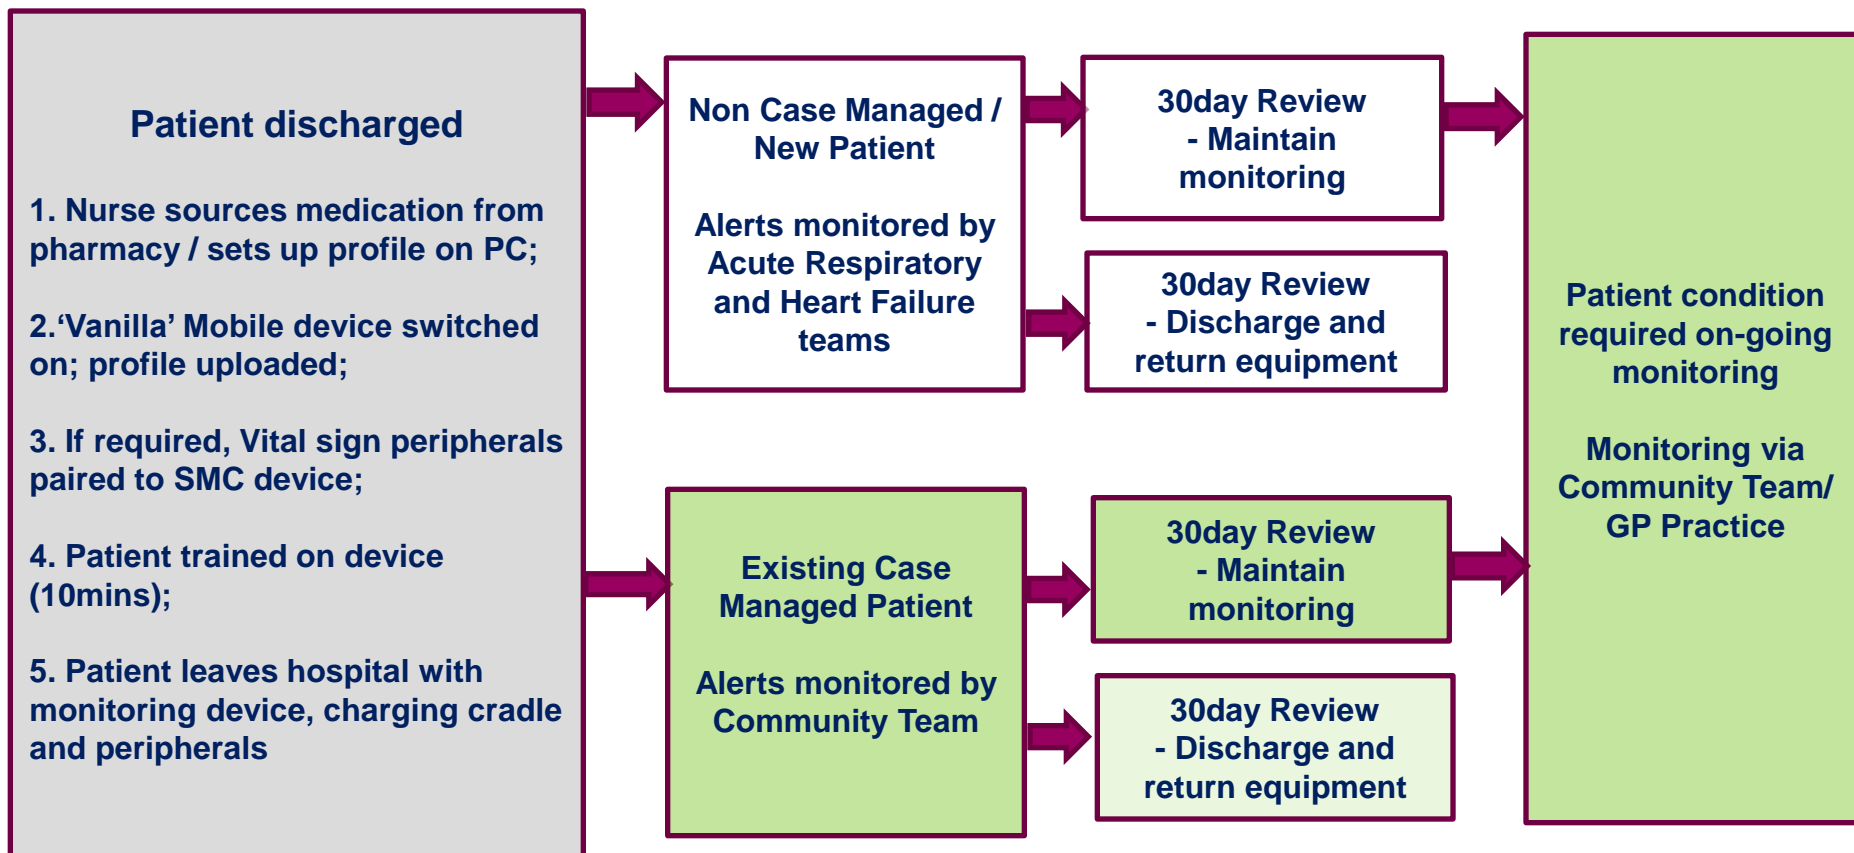 Patient discharged
1. Nurse sources medication from
pharmacy / sets up profile on PC;
2.‘Vanilla’ Mobile device switched
on; profile uploaded;
3. If required, Vital sign peripherals
paired to SMC device;
4. Patient trained on device
(10mins);
5. Patient leaves hospital with
monitoring device, charging cradle
and peripherals
Non Case Managed /
New Patient
Alerts monitored by
Acute Respiratory
and Heart Failure
teams
30day Review
- Maintain
monitoring
30day Review
- Discharge and
return equipment
Existing Case
Managed Patient
Alerts monitored by
Community Team
30day Review
- Maintain
monitoring
30day Review
- Discharge and
return equipment
Patient condition
required on-going
monitoring
Monitoring via
Community Team/
GP Practice